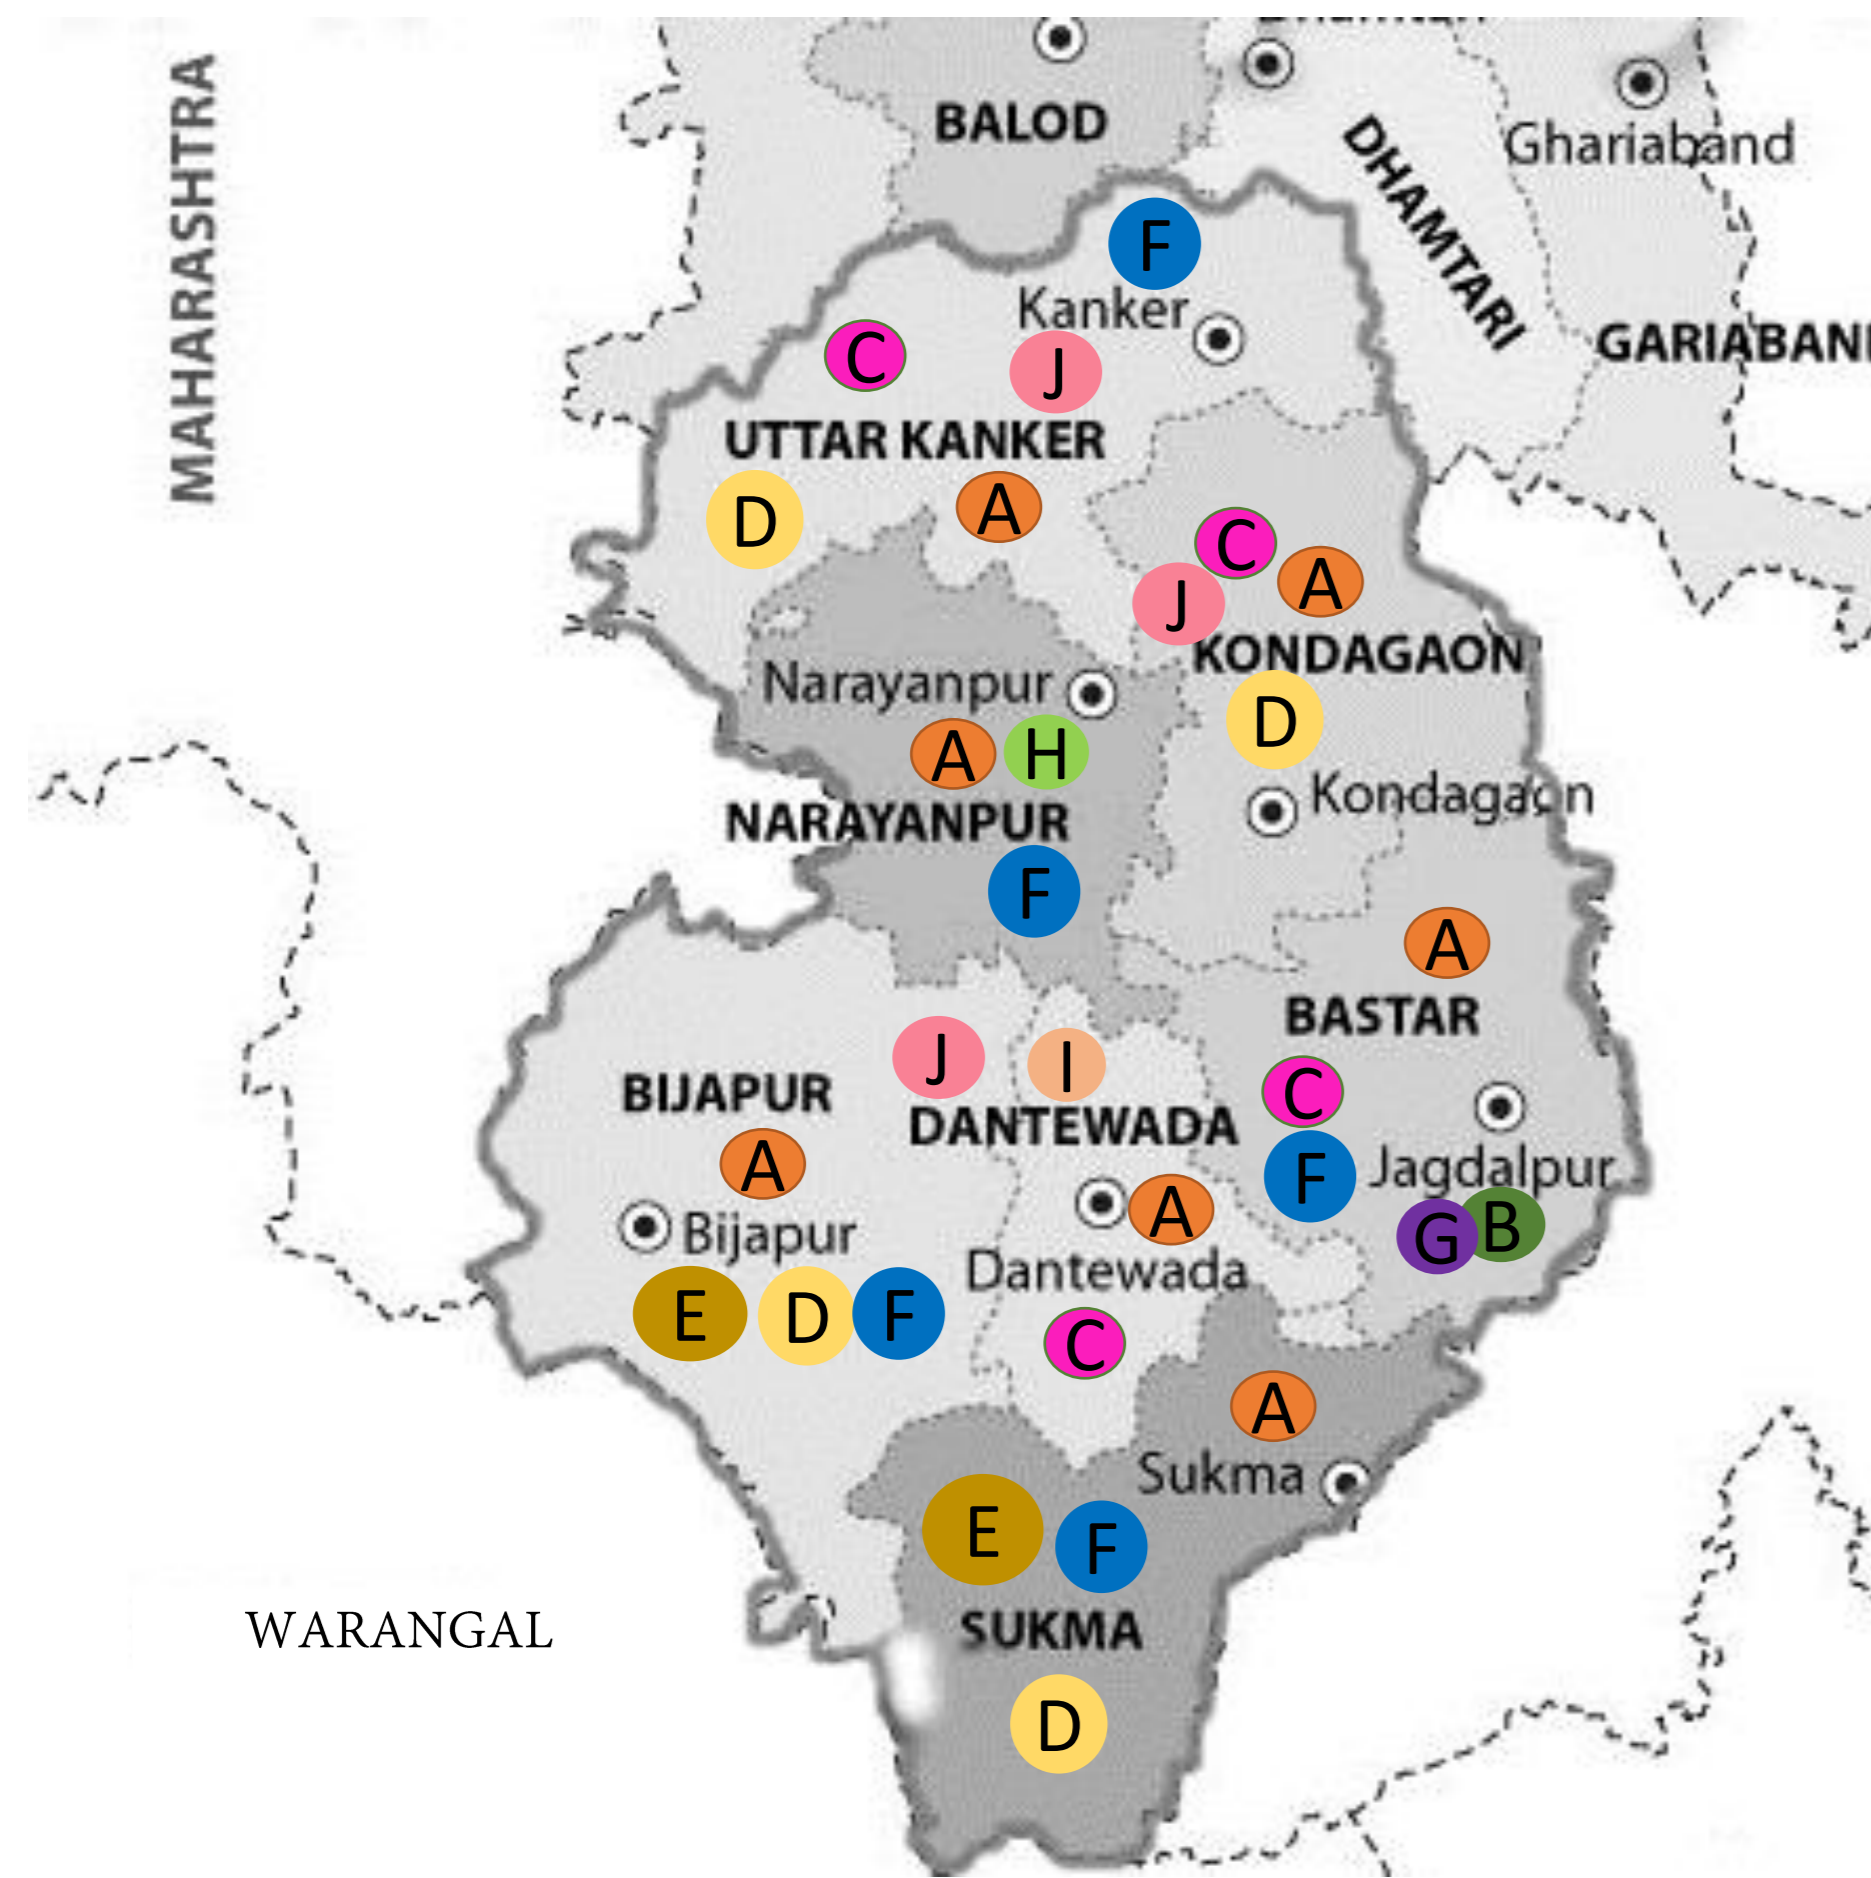 MAHARASHTRA
BALOD
DHAMTARI
Ghariaband
GARIABAN
F
Kanker
C
J
UTTAR KANKER
D
A
C
A
J
KONDAGAON
Narayanpur
D
A
H
Kondagaon
NARAYANPUR
F
A
BASTAR
J
I
BIJAPUR
C
DANTEWADA
A
F
Jagdalpur
Bijapur
A
G
B
Dantewada
E
D
F
C
A
Sukma
E
F
WARANGAL
SUKMA
D